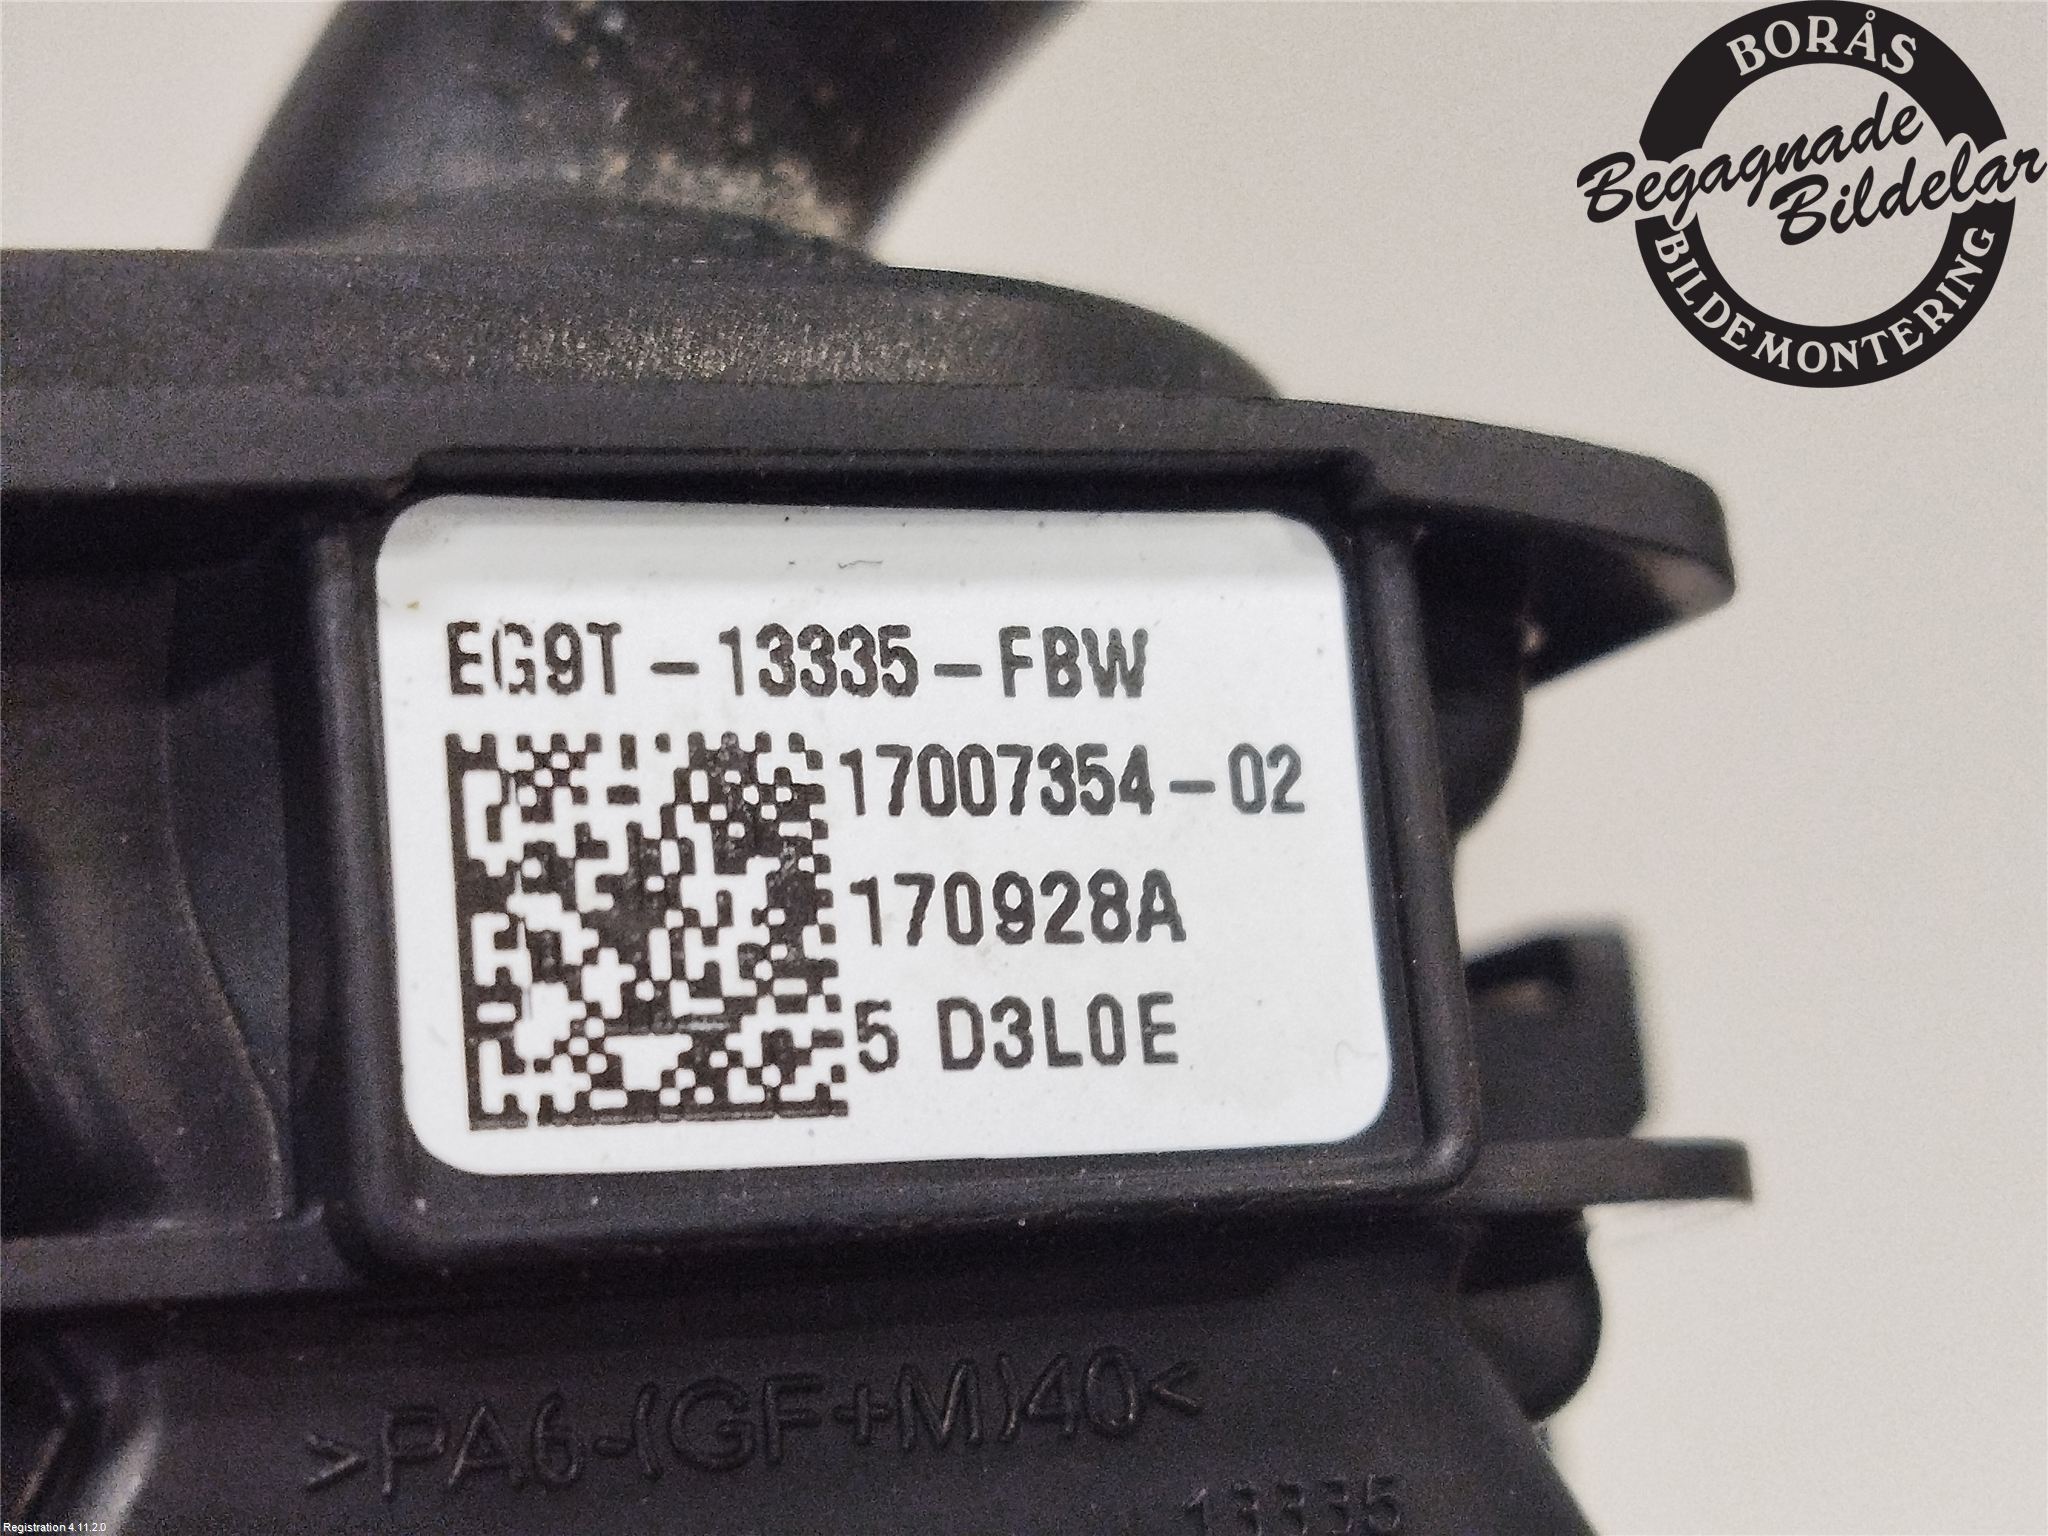 BORÅS
Begagnade
Bildelar
BILDEMONTERING
EG9T-13335-FBW
17007354-02
170928A
5 D3L0E
>PA6-(GF+M)40<
13335
Registration 4.11.2.0